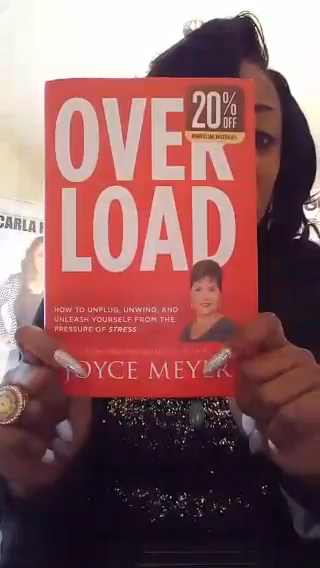 OVER
20% OFF
LOAD
CARLA
HOW TO UNPLUG, UNWIND, AND
UNLEASH YOURSELF FROM THE
PRESSURE OF STRESS
JOYCE MEYER